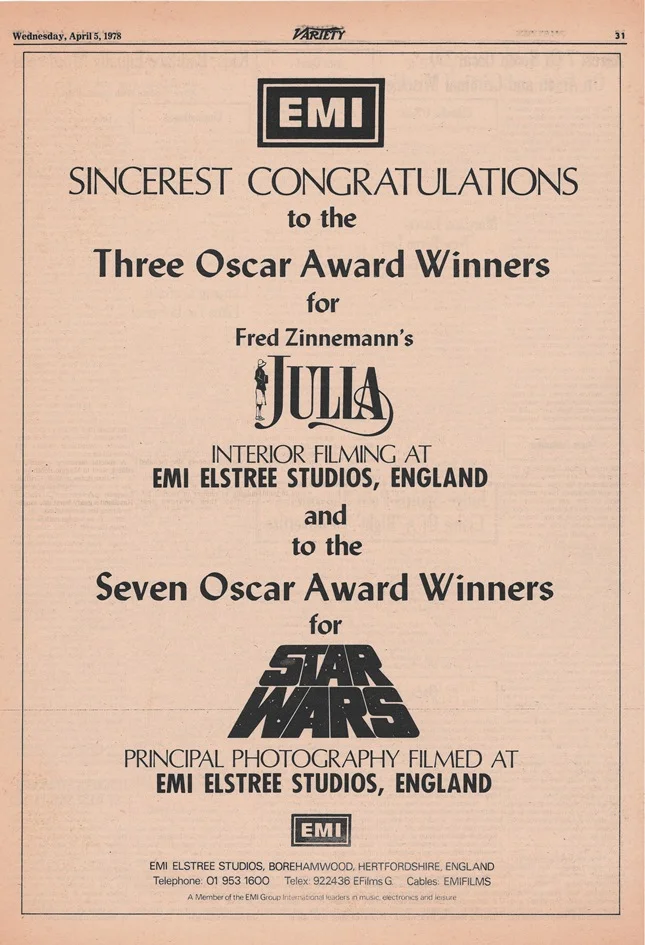 Wednesday, April 5, 1978
VARIETY
31
EMI
SINCEREST CONGRATULATIONS
to the
Three Oscar Award Winners
for
Fred Zinnemann's
JULIA
INTERIOR FILMING AT
EMI ELSTREE STUDIOS, ENGLAND
and
to the
Seven Oscar Award Winners
for
STAR
WARS
PRINCIPAL PHOTOGRAPHY FILMED AT
EMI ELSTREE STUDIOS, ENGLAND
EMI
EMI ELSTREE STUDIOS, BOREHAMWOOD, HERTFORDSHIRE, ENGLAND
Telephone: 01 953 1600 Telex: 922436 EFilms G. Cables: EMIFILMS
A Member of the EMI Group International leaders in music, electronics and leisure